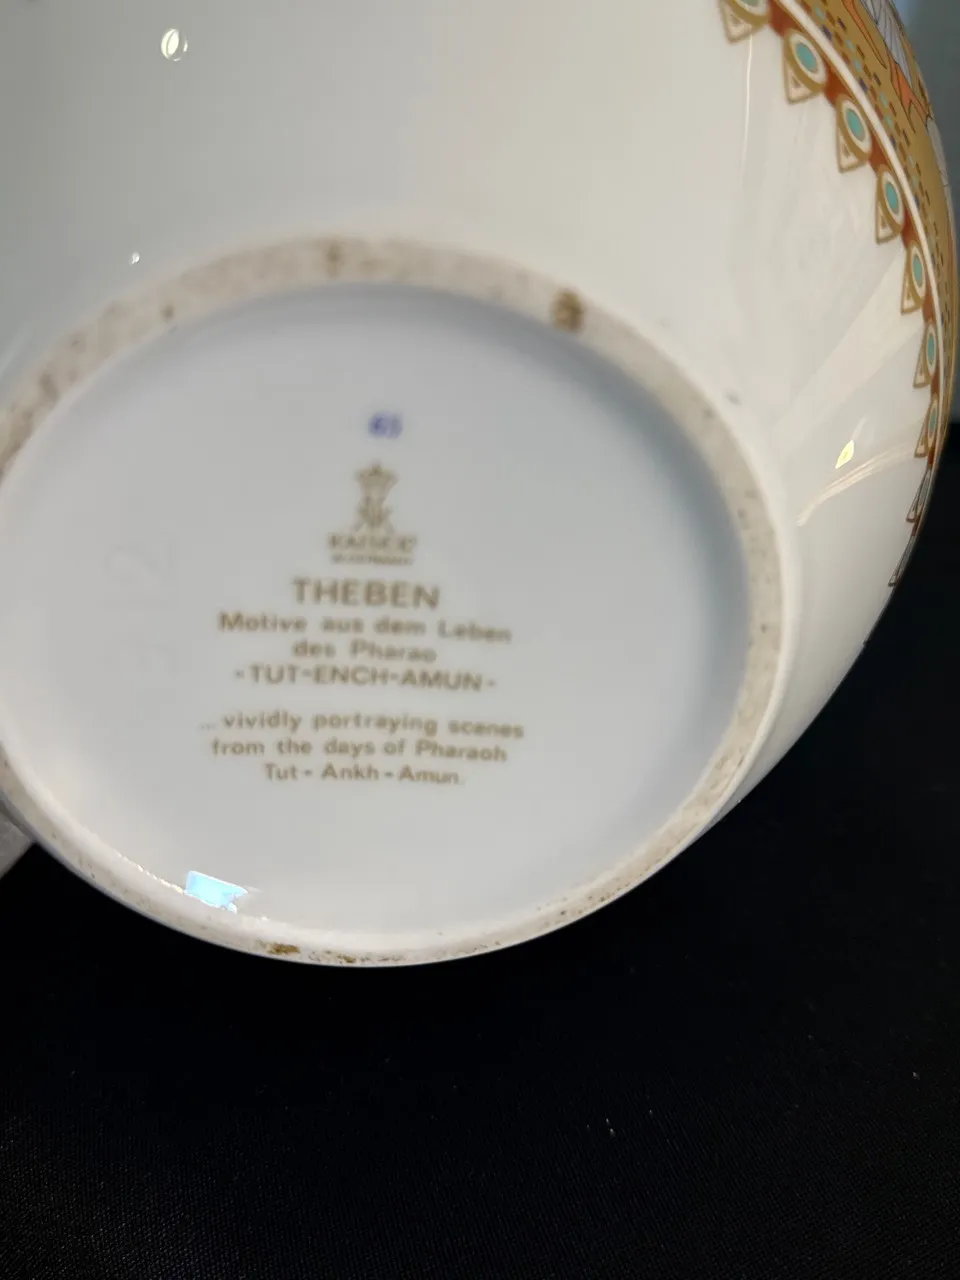 KAISER
W. GERMANY
THEBEN
Motive aus dem Leben
des Pharao
-TUT-ENCH-AMUN-
...vividly portraying scenes
from the days of Pharaoh
Tut-Ankh-Amun.